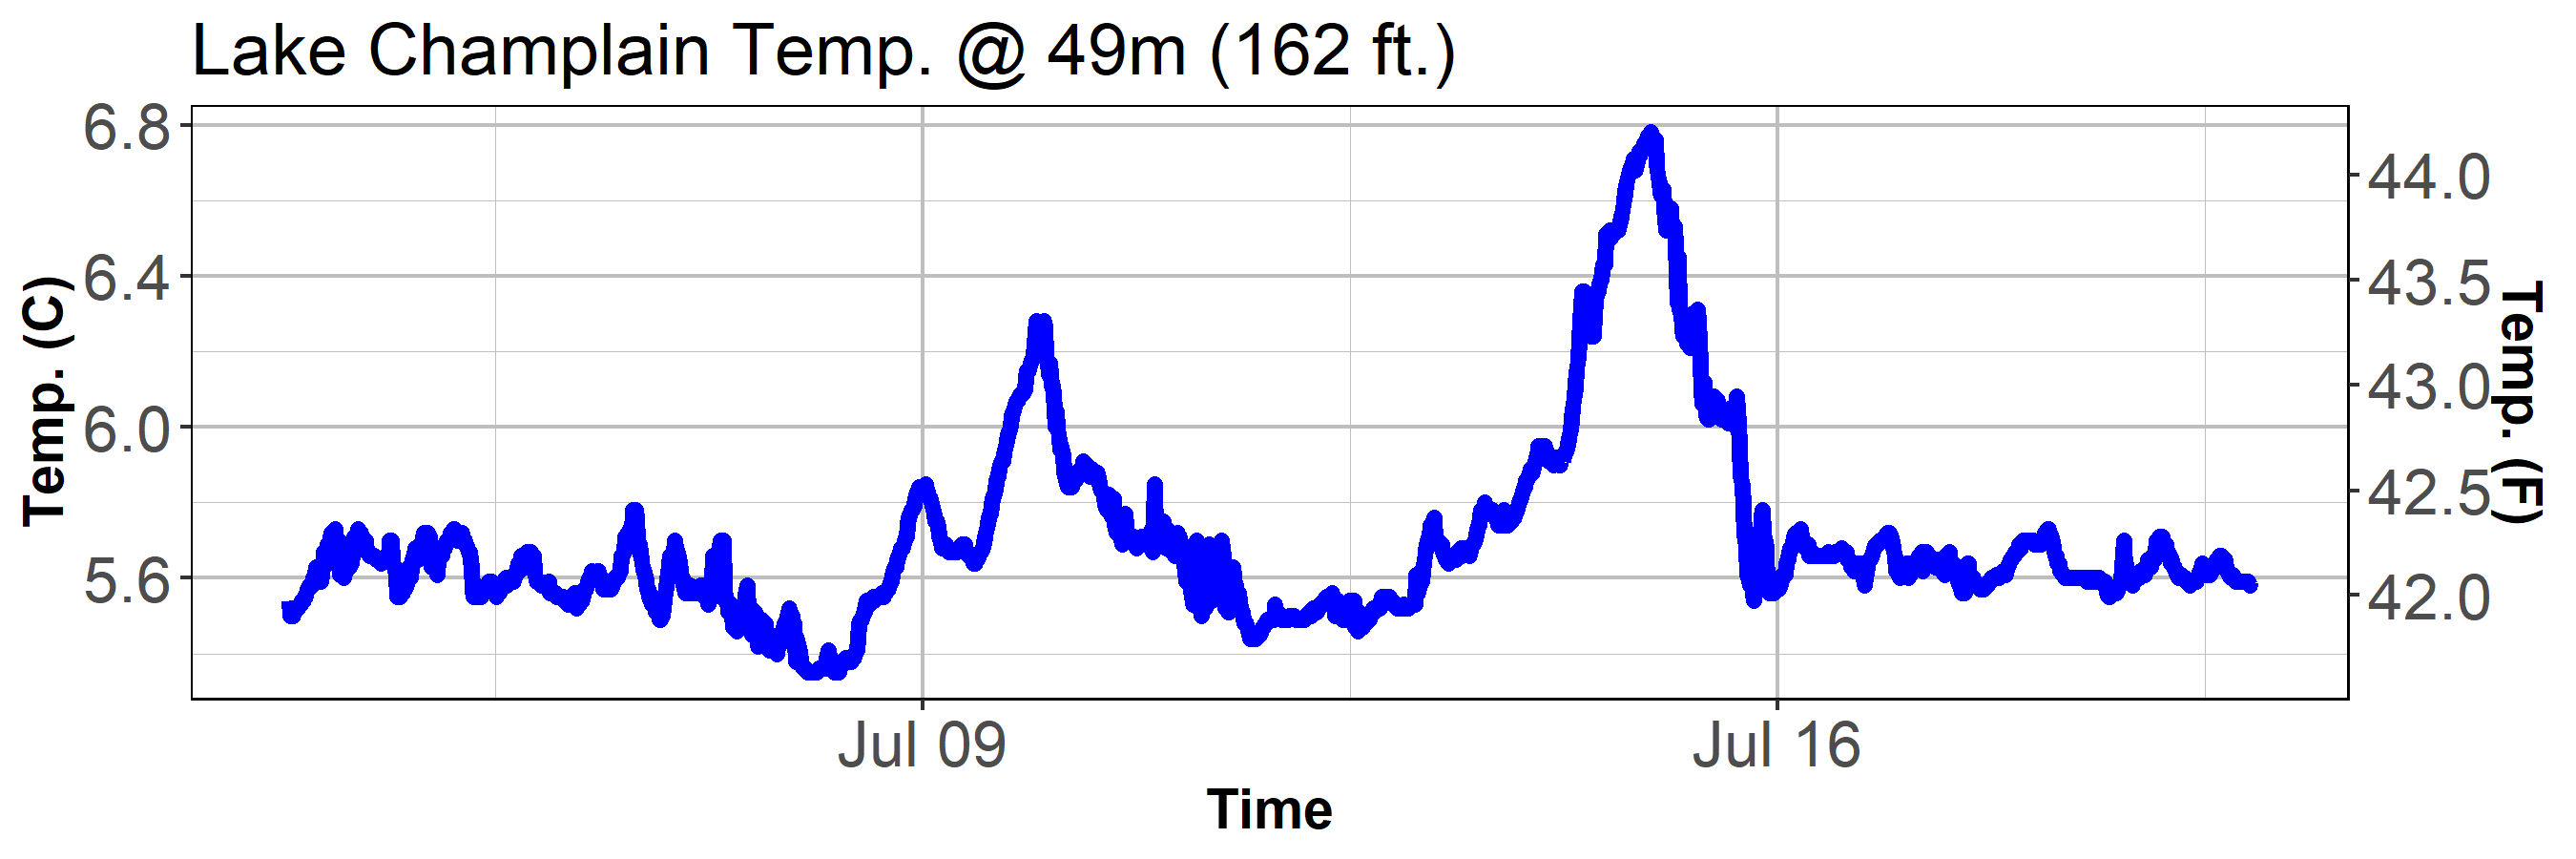 Lake Champlain Temp. @ 49m (162 ft.)
6.8
6.4
6.0
5.6
Temp. (C)
44.0
43.5
43.0
42.5
42.0
Temp. (F)
Jul 09
Jul 16
Time